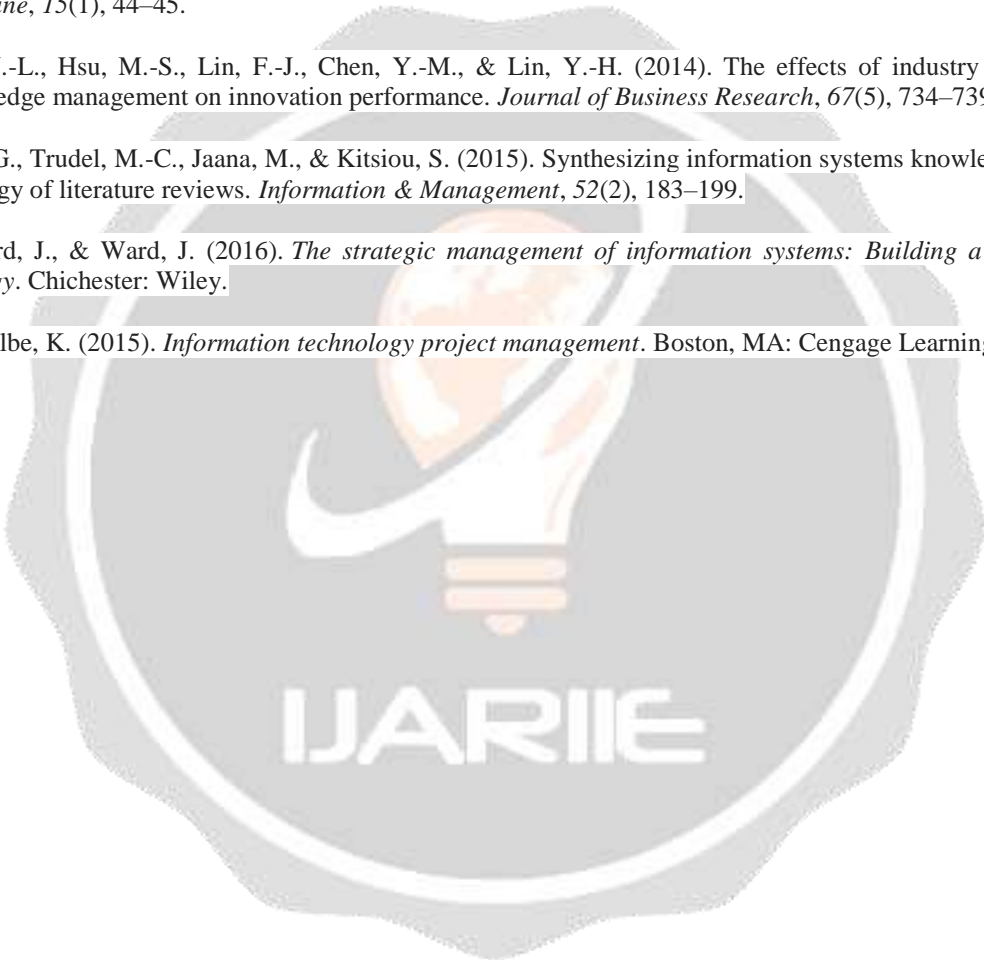 ne, 15(1), 44–45.
.-L., Hsu, M.-S., Lin, F.-J., Chen, Y.-M., & Lin, Y.-H. (2014). The effects of industry
edge management on innovation performance. Journal of Business Research, 67(5), 734–739
G., Trudel, M.-C., Jaana, M., & Kitsiou, S. (2015). Synthesizing information systems knowle
gy of literature reviews. Information & Management, 52(2), 183–199.
rd, J., & Ward, J. (2016). The strategic management of information systems: Building a
y. Chichester: Wiley.
lbe, K. (2015). Information technology project management. Boston, MA: Cengage Learning
IJARIIE